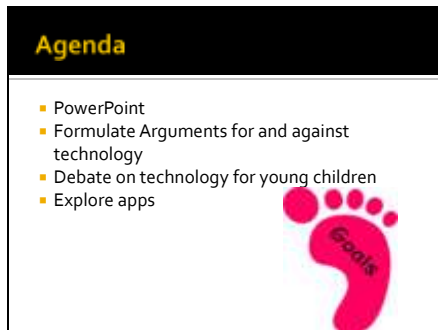 Agenda
PowerPoint
Formulate Arguments for and against
technology
Debate on technology for young children
Explore apps
Goals